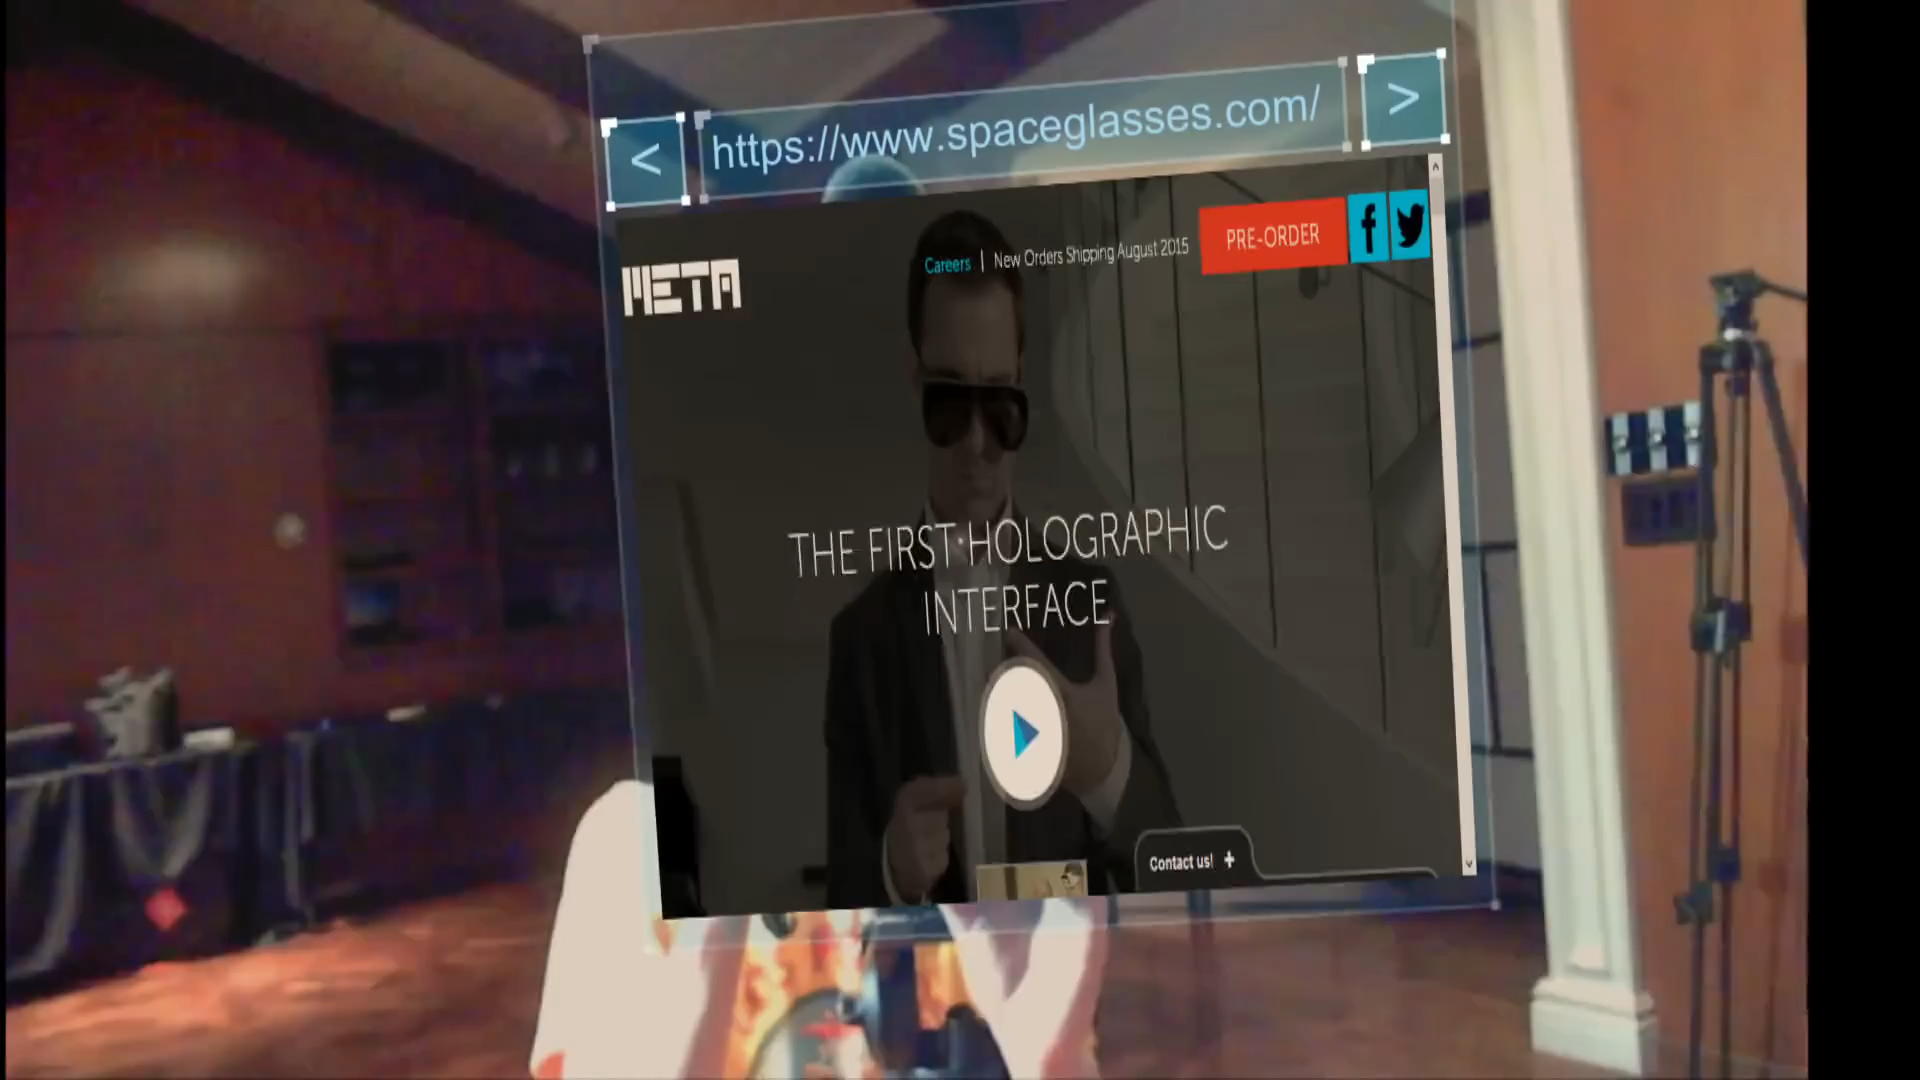 < https://www.spaceglasses.com/ >
META
Careers | New Orders Shipping August 2015
PRE-ORDER
THE FIRST HOLOGRAPHIC
INTERFACE
Contact us! +